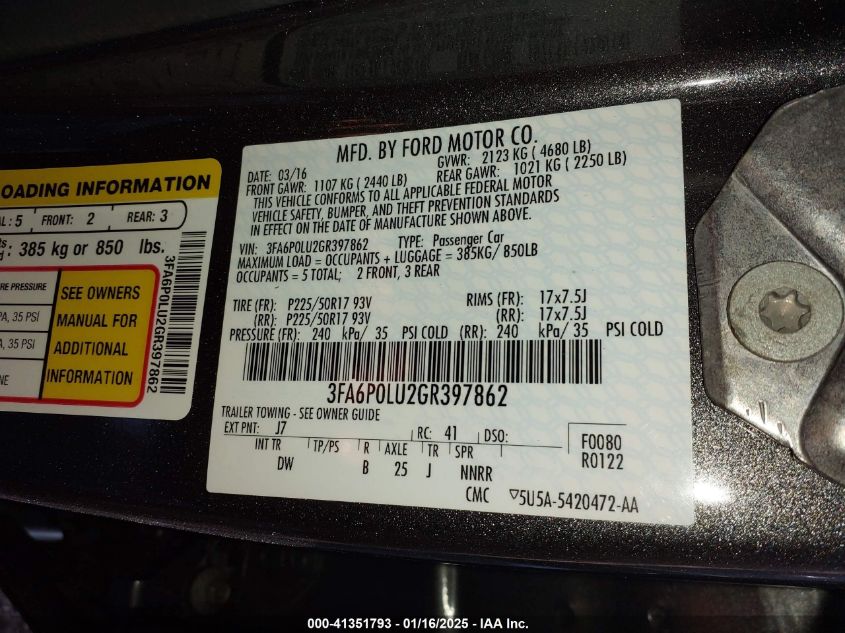 MFD. BY FORD MOTOR CO.
DATE: 03/16 GVWR: 2123 KG ( 4680 LB)
FRONT GAWR: 1107 KG ( 2440 LB) REAR GAWR: 1021 KG ( 2250 LB)
THIS VEHICLE CONFORMS TO ALL APPLICABLE FEDERAL MOTOR
VEHICLE SAFETY, BUMPER, AND THEFT PREVENTION STANDARDS
IN EFFECT ON THE DATE OF MANUFACTURE SHOWN ABOVE.
VIN: 3FA6P0LU2GR397862 TYPE: Passenger Car
MAXIMUM LOAD = OCCUPANTS + LUGGAGE = 385KG/ 850LB
OCCUPANTS = 5 TOTAL; 2 FRONT, 3 REAR
TIRE (FR): P225/50R17 93V RIMS (FR): 17x7.5J
(RR): P225/50R17 93V (RR): 17x7.5J
PRESSURE (FR): 240 kPa/ 35 PSI COLD (RR): 240 kPa/ 35 PSI COLD
3FA6P0LU2GR397862
TRAILER TOWING - SEE OWNER GUIDE
EXT PNT: J7 RC: 41 DSO: F0080
R0122
INT TR TP/PS R AXLE TR SPR
DW B 25 J NNRR
CMC ▽5U5A-5420472-AA
LOADING INFORMATION
: 5 FRONT: 2 REAR: 3
: 385 kg or 850 lbs.
PRESSURE
35 PSI
35 PSI
SEE OWNERS
MANUAL FOR
ADDITIONAL
INFORMATION
3FA6P0LU2GR397862
000-41351793 - 01/16/2025 - IAA Inc.